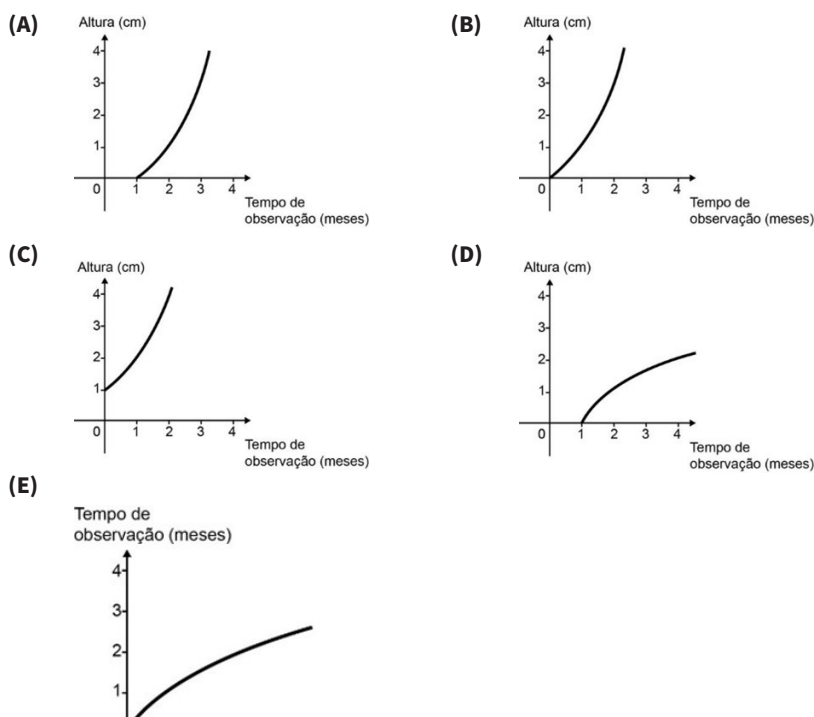 (A)
Altura (cm)
4
3
2
1
0 1 2 3 4
Tempo de
observação (meses)
(B)
Altura (cm)
4
3
2
1
0 1 2 3 4
Tempo de
observação (meses)
(C)
Altura (cm)
4
3
2
1
0 1 2 3 4
Tempo de
observação (meses)
(D)
Altura (cm)
4
3
2
1
0 1 2 3 4
Tempo de
observação (meses)
(E)
Tempo de
observação (meses)
4
3
2
1